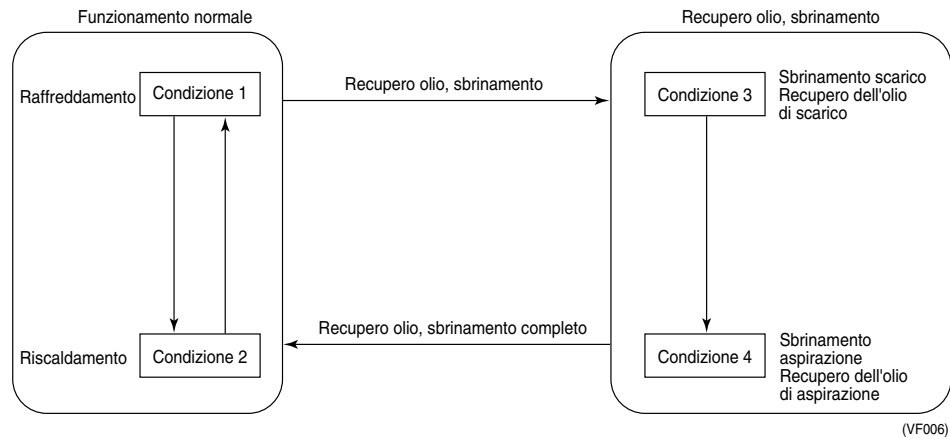 Funzionamento normale
Recupero olio, sbrinamento
Raffreddamento
Condizione 1
Recupero olio, sbrinamento
Condizione 3
Sbrinamento scarico
Recupero dell'olio
di scarico
Riscaldamento
Condizione 2
Recupero olio, sbrinamento completo
Condizione 4
Sbrinamento
aspirazione
Recupero dell'olio
di aspirazione
(VF006)